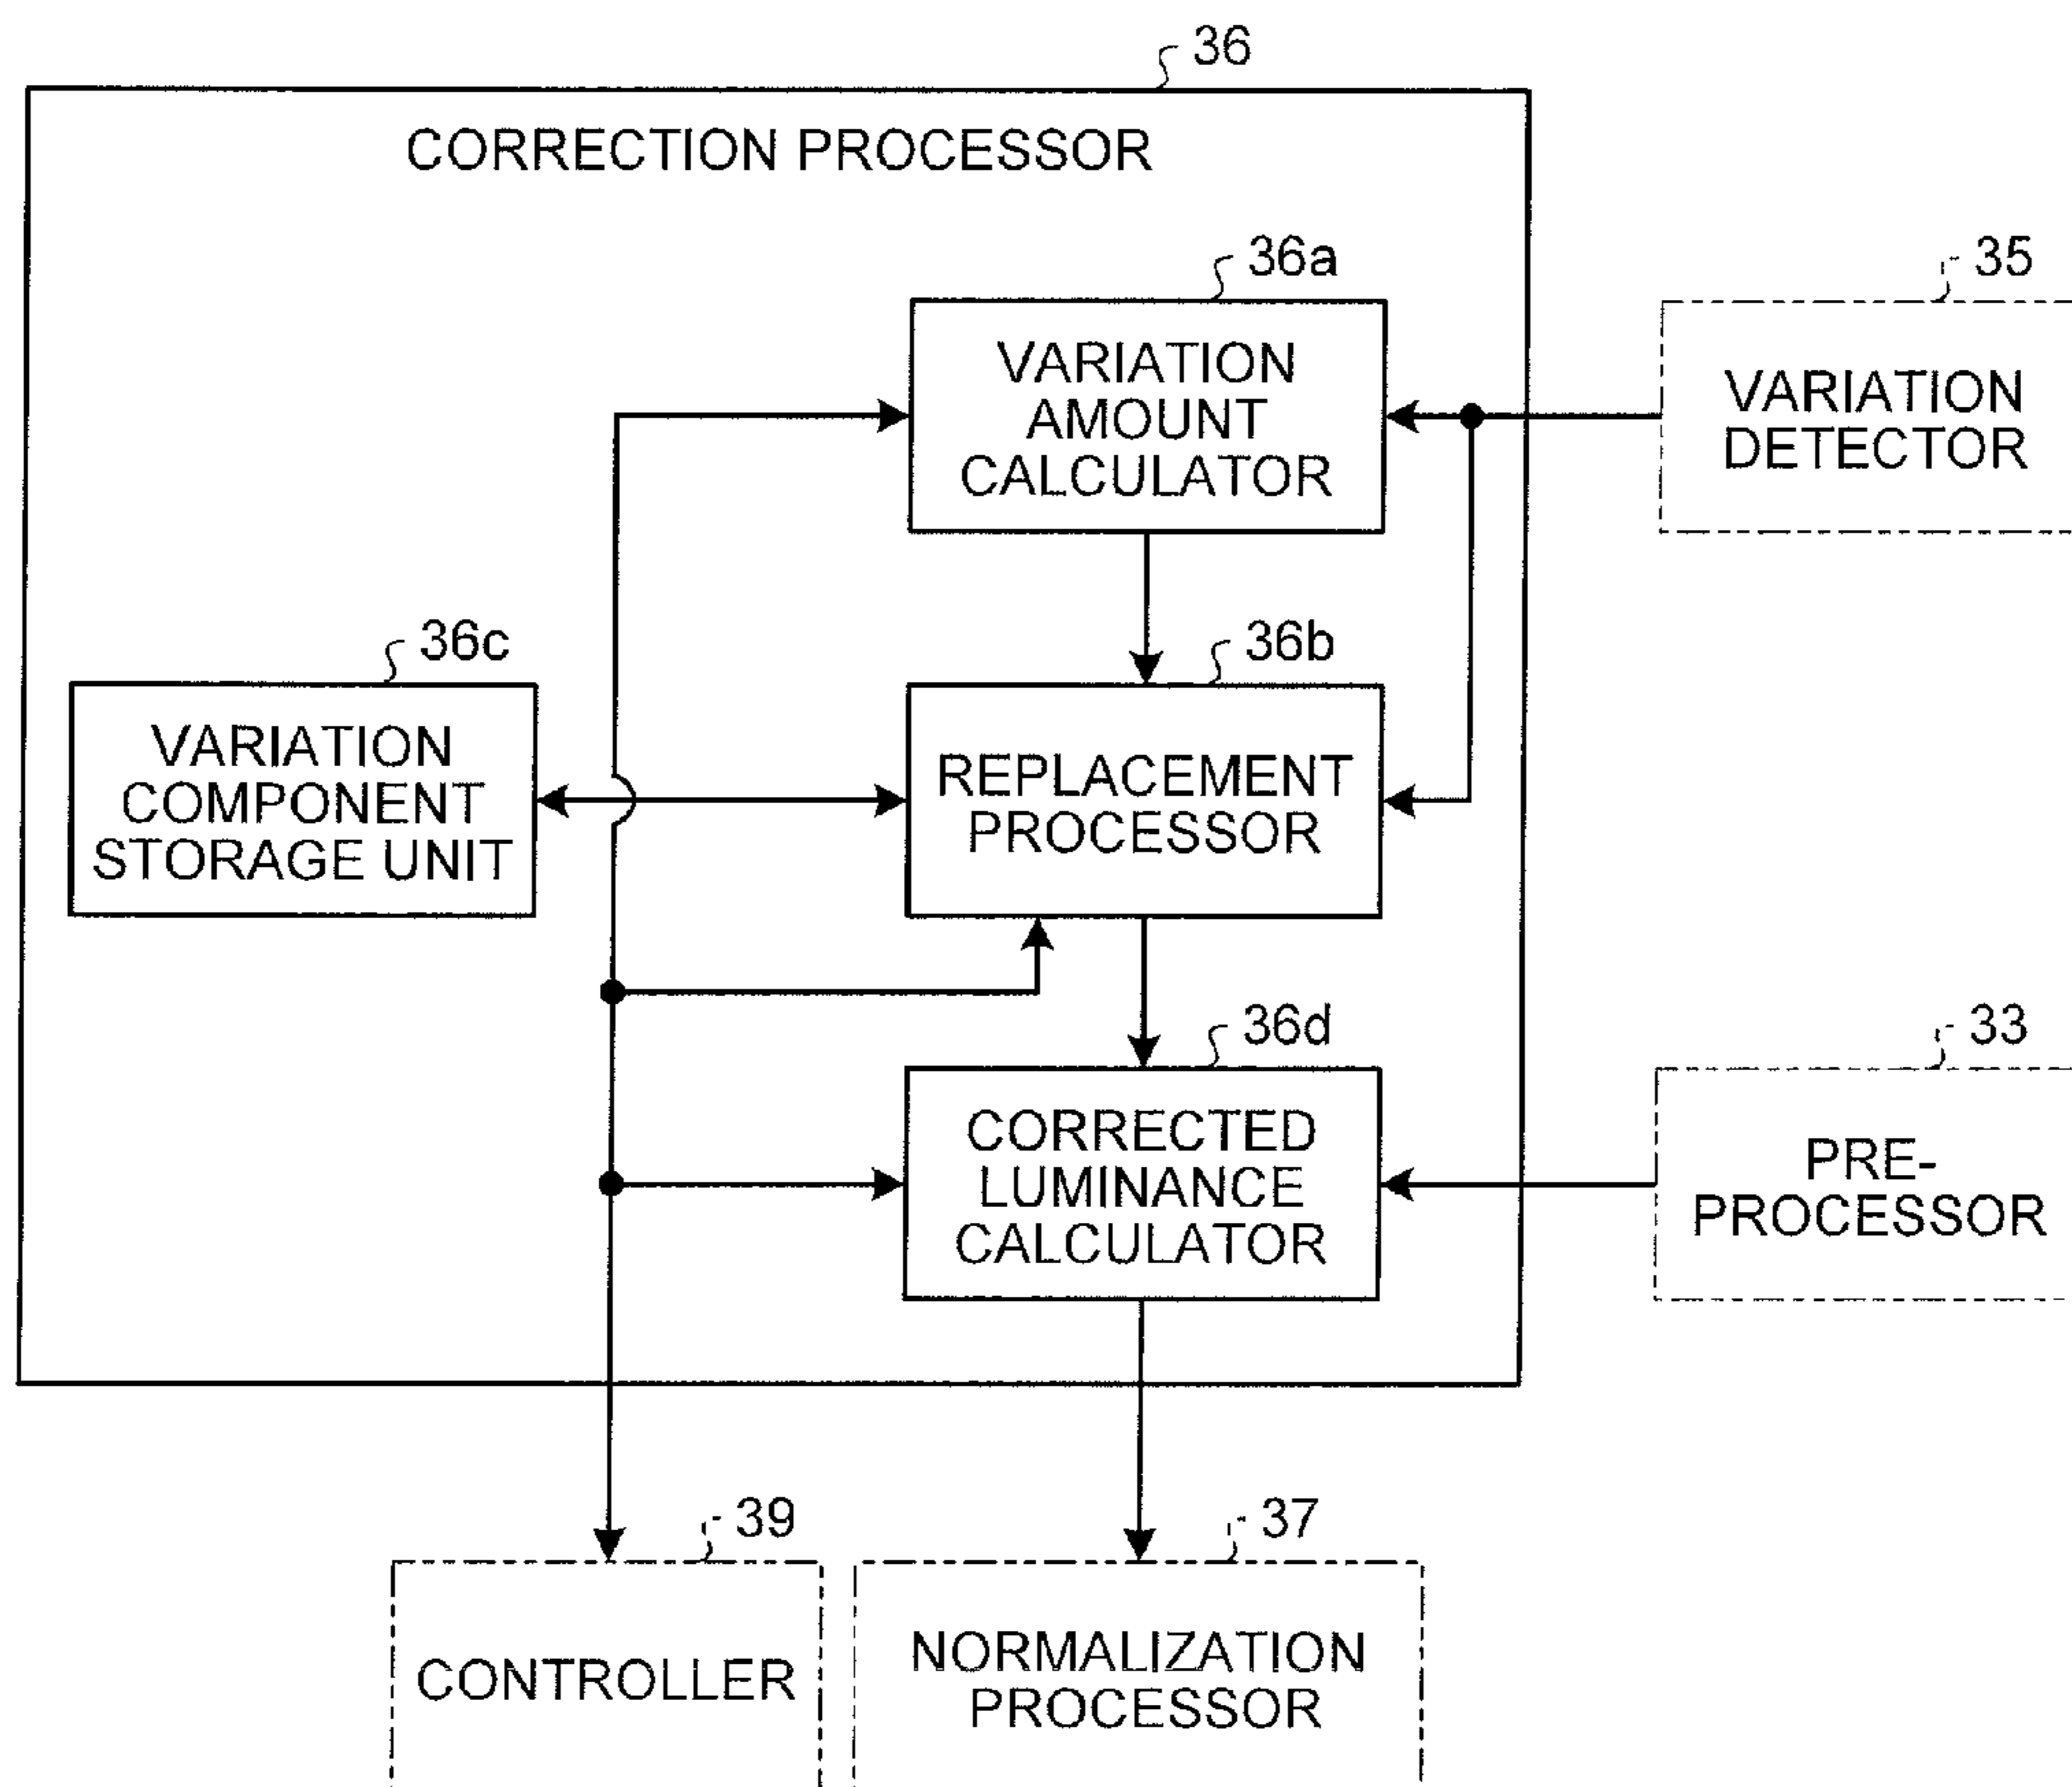 36
CORRECTION PROCESSOR
36a
VARIATION
AMOUNT
CALCULATOR
35
VARIATION
DETECTOR
36c
VARIATION
COMPONENT
STORAGE UNIT
36b
REPLACEMENT
PROCESSOR
36d
CORRECTED
LUMINANCE
CALCULATOR
33
PRE-
PROCESSOR
39
CONTROLLER
37
NORMALIZATION
PROCESSOR